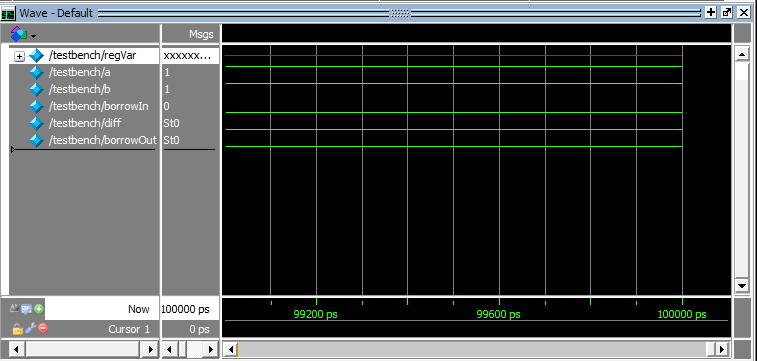 Wave - Default
Msgs
/testbench/regVar xxxxxx...
/testbench/a 1
/testbench/b 1
/testbench/borrowIn 0
/testbench/diff St0
/testbench/borrowOut St0
Now 100000 ps 99200 ps 99600 ps 100000 ps
Cursor 1 0 ps